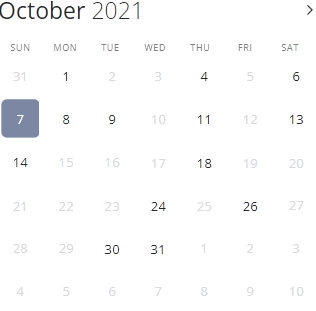 October 2021 >
SUN MON TUE WED THU FRI SAT
31 1 2 3 4 5 6
7 8 9 10 11 12 13
14 15 16 17 18 19 20
21 22 23 24 25 26 27
28 29 30 31 1 2 3
4 5 6 7 8 9 10